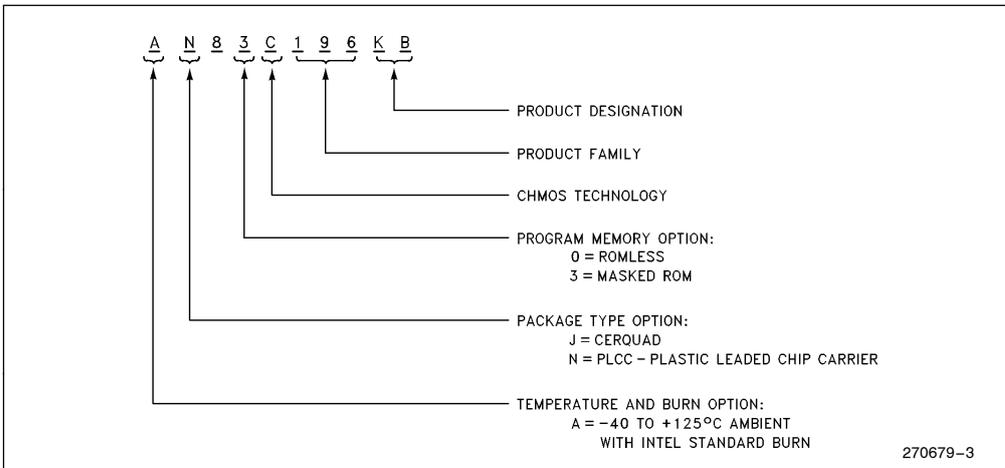 A N 8 3 C 1 9 6 K B
PRODUCT DESIGNATION
PRODUCT FAMILY
CHMOS TECHNOLOGY
PROGRAM MEMORY OPTION:
0 = ROMLESS
3 = MASKED ROM
PACKAGE TYPE OPTION:
J = CERQUAD
N = PLCC – PLASTIC LEADED CHIP CARRIER
TEMPERATURE AND BURN OPTION:
A = −40 TO +125°C AMBIENT
WITH INTEL STANDARD BURN
270679–3